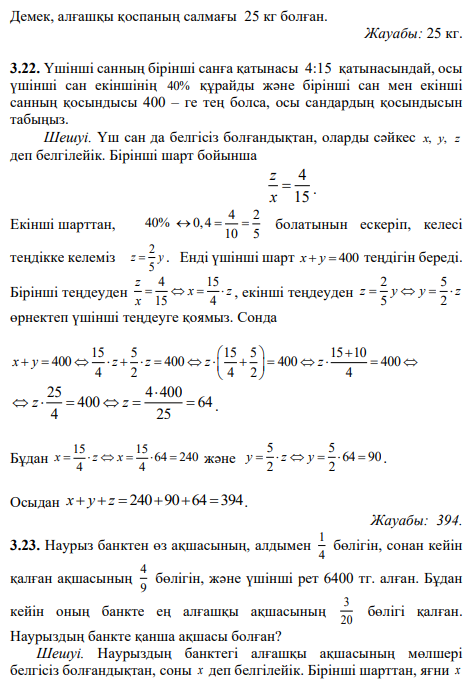 Демек, алғашқы қоспаның салмағы 25 кг болған.
Жауабы: 25 кг.
3.22. Үшінші санның бірінші санға қатынасы 4:15 қатынасындай, осы
үшінші сан екіншінің 40% құрайды және бірінші сан мен екінші
санның қосындысы 400 – ге тең болса, осы сандардың қосындысын
табыңыз.
Шешуі. Үш сан да белгісіз болғандықтан, оларды сәйкес x, y, z
деп белгілейік. Бірінші шарт бойынша
z/x = 4/15.
Екінші шарттан, 40% ↔ 0,4 = 4/10 = 2/5 болатынын ескеріп, келесі
теңдікке келеміз z = 2/5 y. Енді үшінші шарт x + y = 400 теңдігін береді.
Бірінші теңдеуден z/x = 4/15 ⇔ x = 15/4 · z, екінші теңдеуден z = 2/5 y ⇔ y = 5/2 · z
өрнектеп үшінші теңдеуге қоямыз. Сонда
x + y = 400 ⇔ 15/4 · z + 5/2 · z = 400 ⇔ z · (15/4 + 5/2) = 400 ⇔ z · (15+10)/4 = 400 ⇔
⇔ z · 25/4 = 400 ⇔ z = (4·400)/25 = 64.
Бұдан x = 15/4 · z ⇔ x = 15/4 · 64 = 240 және y = 5/2 · z ⇔ y = 5/2 · 64 = 90.
Осыдан x + y + z = 240 + 90 + 64 = 394.
Жауабы: 394.
3.23. Наурыз банктен өз ақшасының, алдымен 1/4 бөлігін, сонан кейін
қалған ақшасының 4/9 бөлігін, және үшінші рет 6400 тг. алған. Бұдан
кейін оның банкте ең алғашқы ақшасының 3/20 бөлігі қалған.
Наурыздың банкте қанша ақшасы болған?
Шешуі. Наурыздың банктегі алғашқы ақшасының мөлшері
белгісіз болғандықтан, соны x деп белгілейік. Бірінші шарттан, яғни x